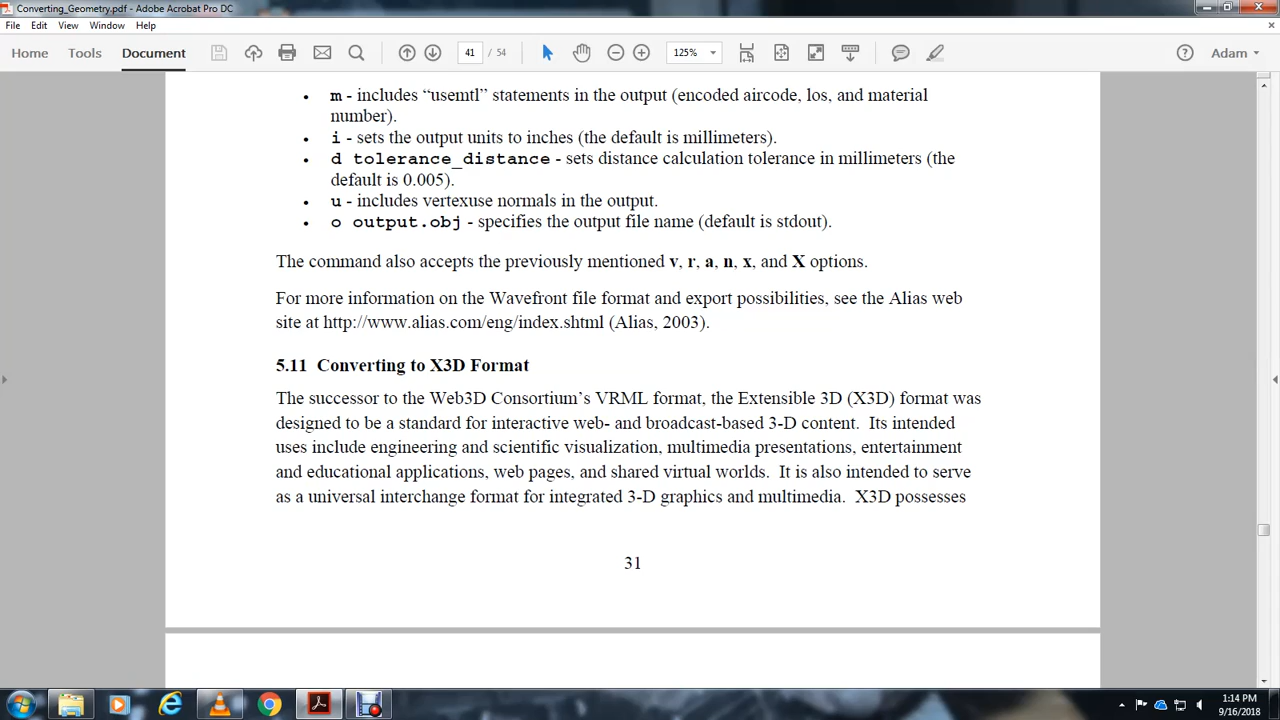 Converting_Geometry.pdf - Adobe Acrobat Pro DC
File Edit View Window Help
Home Tools Document 41 / 54 125% Adam
• m - includes “usemtl” statements in the output (encoded aircode, los, and material
number).
• i - sets the output units to inches (the default is millimeters).
• d tolerance_distance - sets distance calculation tolerance in millimeters (the
default is 0.005).
• u - includes vertexuse normals in the output.
• o output.obj - specifies the output file name (default is stdout).
The command also accepts the previously mentioned v, r, a, n, x, and X options.
For more information on the Wavefront file format and export possibilities, see the Alias web
site at http://www.alias.com/eng/index.shtml (Alias, 2003).
5.11 Converting to X3D Format
The successor to the Web3D Consortium’s VRML format, the Extensible 3D (X3D) format was
designed to be a standard for interactive web- and broadcast-based 3-D content. Its intended
uses include engineering and scientific visualization, multimedia presentations, entertainment
and educational applications, web pages, and shared virtual worlds. It is also intended to serve
as a universal interchange format for integrated 3-D graphics and multimedia. X3D possesses
31
1:14 PM
9/16/2018